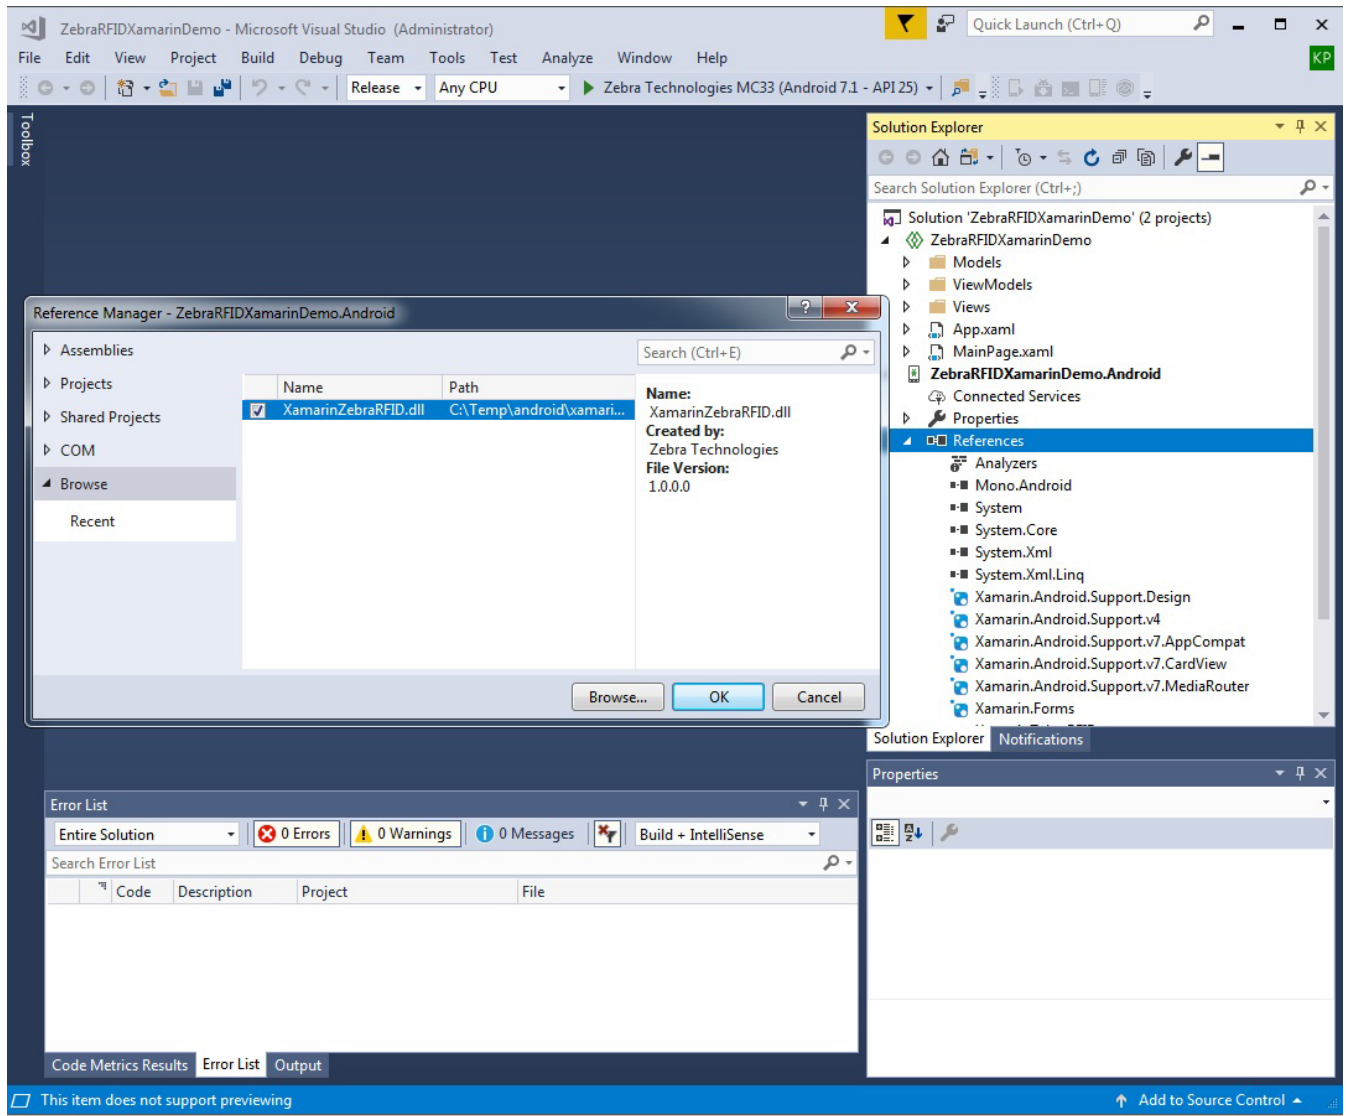 ZebraRFIDXamarinDemo - Microsoft Visual Studio (Administrator)
Quick Launch (Ctrl+Q)
File Edit View Project Build Debug Team Tools Test Analyze Window Help
KP
Release Any CPU Zebra Technologies MC33 (Android 7.1 - API 25)
Toolbox
Solution Explorer
Search Solution Explorer (Ctrl+;)
Solution 'ZebraRFIDXamarinDemo' (2 projects)
ZebraRFIDXamarinDemo
Models
ViewModels
Views
App.xaml
MainPage.xaml
ZebraRFIDXamarinDemo.Android
Connected Services
Properties
References
Analyzers
Mono.Android
System
System.Core
System.Xml
System.Xml.Linq
Xamarin.Android.Support.Design
Xamarin.Android.Support.v4
Xamarin.Android.Support.v7.AppCompat
Xamarin.Android.Support.v7.CardView
Xamarin.Android.Support.v7.MediaRouter
Xamarin.Forms
Solution Explorer Notifications
Reference Manager - ZebraRFIDXamarinDemo.Android
Assemblies
Projects
Shared Projects
COM
Browse
Recent
Name Path
XamarinZebraRFID.dll C:\Temp\android\xamari...
Search (Ctrl+E)
Name:
XamarinZebraRFID.dll
Created by:
Zebra Technologies
File Version:
1.0.0.0
Browse... OK Cancel
Properties
Error List
Entire Solution 0 Errors 0 Warnings 0 Messages Build + IntelliSense
Search Error List
Code Description Project File
Code Metrics Results Error List Output
This item does not support previewing
Add to Source Control